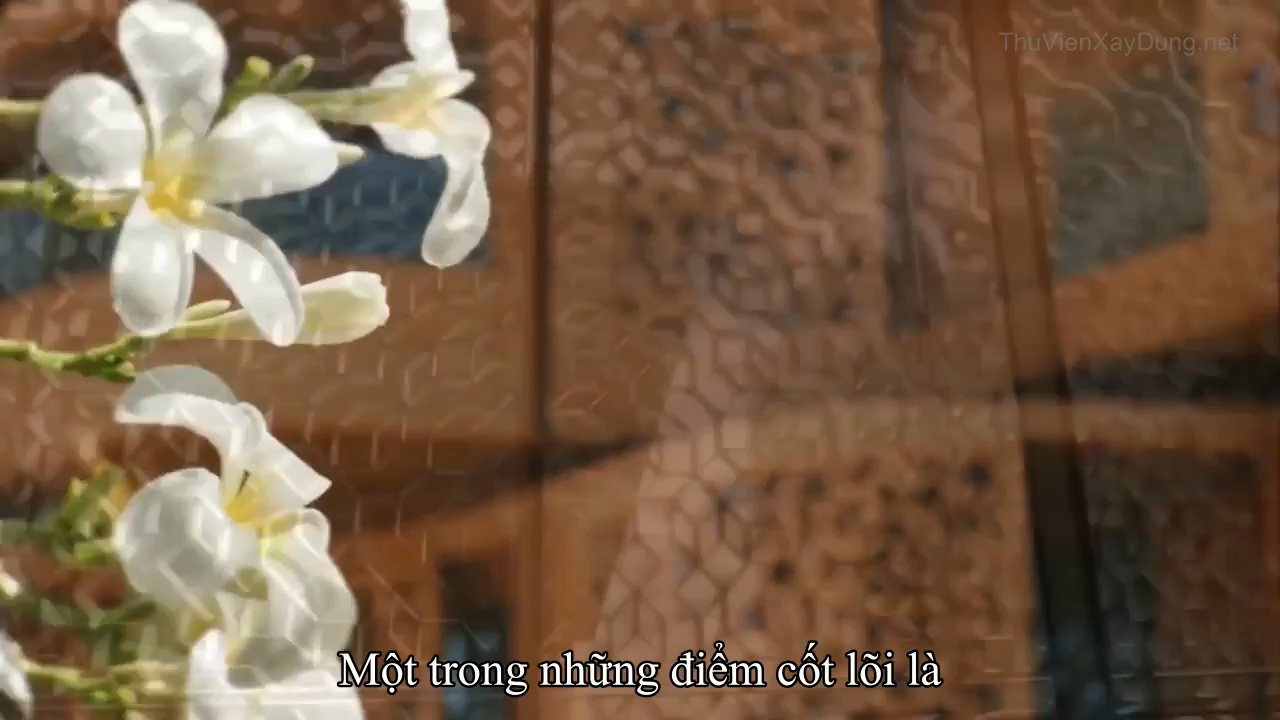 ThuVienXayDung.net
Một trong những điểm cốt lõi là